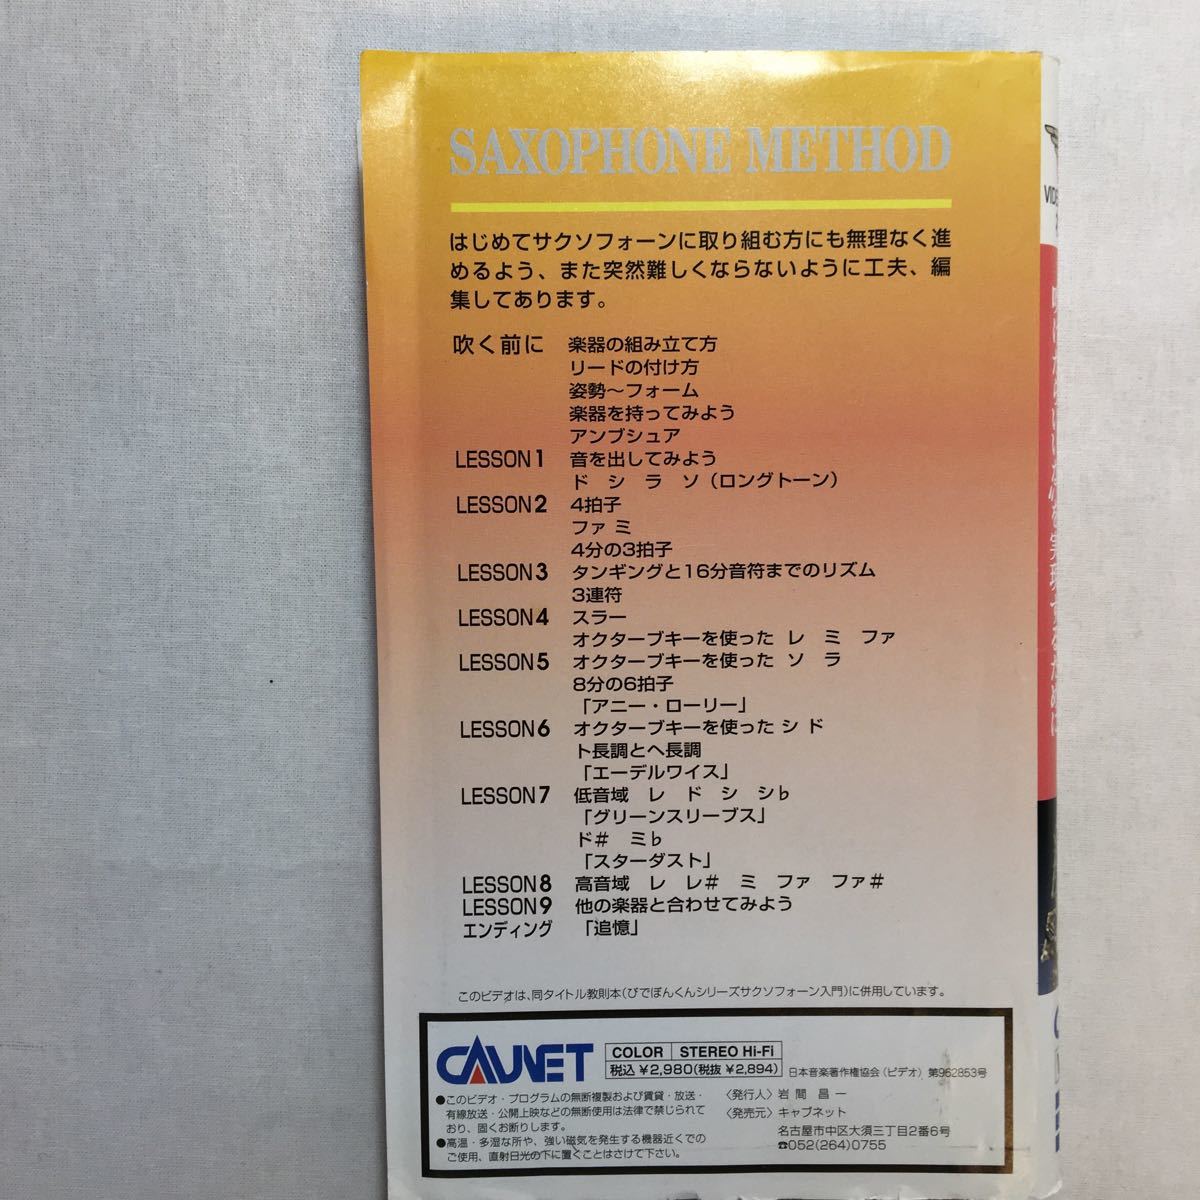 SAXOPHONE METHOD
はじめてサクソフォーンに取り組む方にも無理なく進
めるよう、また突然難しくならないように工夫、編
集してあります。
吹く前に 楽器の組み立て方
リードの付け方
姿勢〜フォーム
楽器を持ってみよう
アンブシュア
LESSON1 音を出してみよう
ド シ ラ ソ(ロングトーン)
LESSON2 4拍子
ファ ミ
4分の3拍子
LESSON3 タンギングと16分音符までのリズム
3連符
LESSON4 スラー
オクターブキーを使った レ ミ ファ
LESSON5 オクターブキーを使った ソ ラ
8分の6拍子
「アニー・ローリー」
LESSON6 オクターブキーを使った シ ド
ト長調とヘ長調
「エーデルワイス」
LESSON7 低音域 レ ド シ シ♭
「グリーンスリーブス」
ド♯ ミ♭
「スターダスト」
LESSON8 高音域 レ レ♯ ミ ファ ファ♯
LESSON9 他の楽器と合わせてみよう
エンディング 「追憶」
このビデオは、同タイトル教則本(びでぼんくんシリーズサクソフォーン入門)に併用しています。
CAVNET
COLOR STEREO Hi-Fi
税込¥2,980(税抜¥2,894)
日本音楽著作権協会(ビデオ)第962853号
●このビデオ・プログラムの無断複製および賃貸・放送・
有線放送・公開上映などの無断使用は法律で禁じられて
おり、固くお断りします。
●高温・多湿な所や、強い磁気を発生する機器近くでの
ご使用、直射日光の下に置くことはさけて下さい。
〈発行人〉岩間 昌一
〈発売元〉キャブネット
名古屋市中区大須三丁目2番6号
☎052(264)0755
VIDE